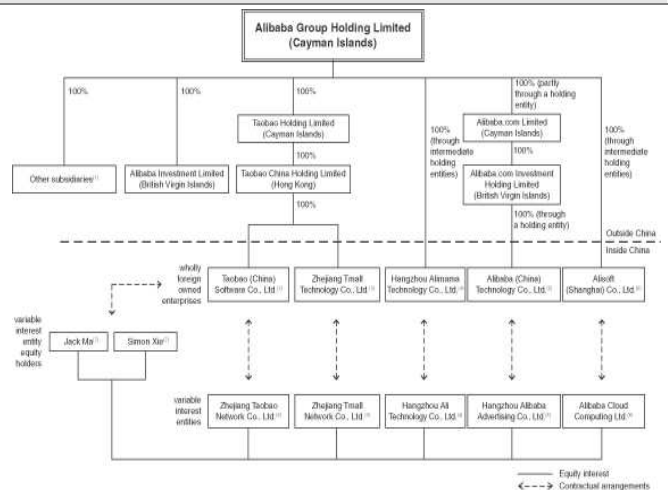 Alibaba Group Holding Limited
(Cayman Islands)
100%
100%
100%
100% (partly
through a holding
entity)
Taobao Holding Limited
(Cayman Islands)
100%
(through
intermediate
holding
entities)
Alibaba.com Limited
(Cayman Islands)
100%
(through
intermediate
holding
entities)
100%
100%
Other subsidiaries
Alibaba Investment Limited
(British Virgin Islands)
Taobao China Holding Limited
(Hong Kong)
Alibaba.com Investment
Holding Limited
(British Virgin Islands)
100%
100% (through
a holding entity)
Outside China
Inside China
wholly
foreign
owned
enterprises
Taobao (China)
Software Co., Ltd.
Zhejiang Tmall
Technology Co., Ltd.
Hangzhou Alimama
Technology Co., Ltd.
Alibaba (China)
Technology Co., Ltd.
Alisoft
(Shanghai) Co., Ltd.
variable
interest
entity
equity
holders
Jack Ma
Simon Xie
variable
interest
entities
Zhejiang Taobao
Network Co., Ltd.
Zhejiang Tmall
Network Co., Ltd.
Hangzhou Ali
Technology Co., Ltd.
Hangzhou Alibaba
Advertising Co., Ltd.
Alibaba Cloud
Computing Ltd.
Equity interest
Contractual arrangements